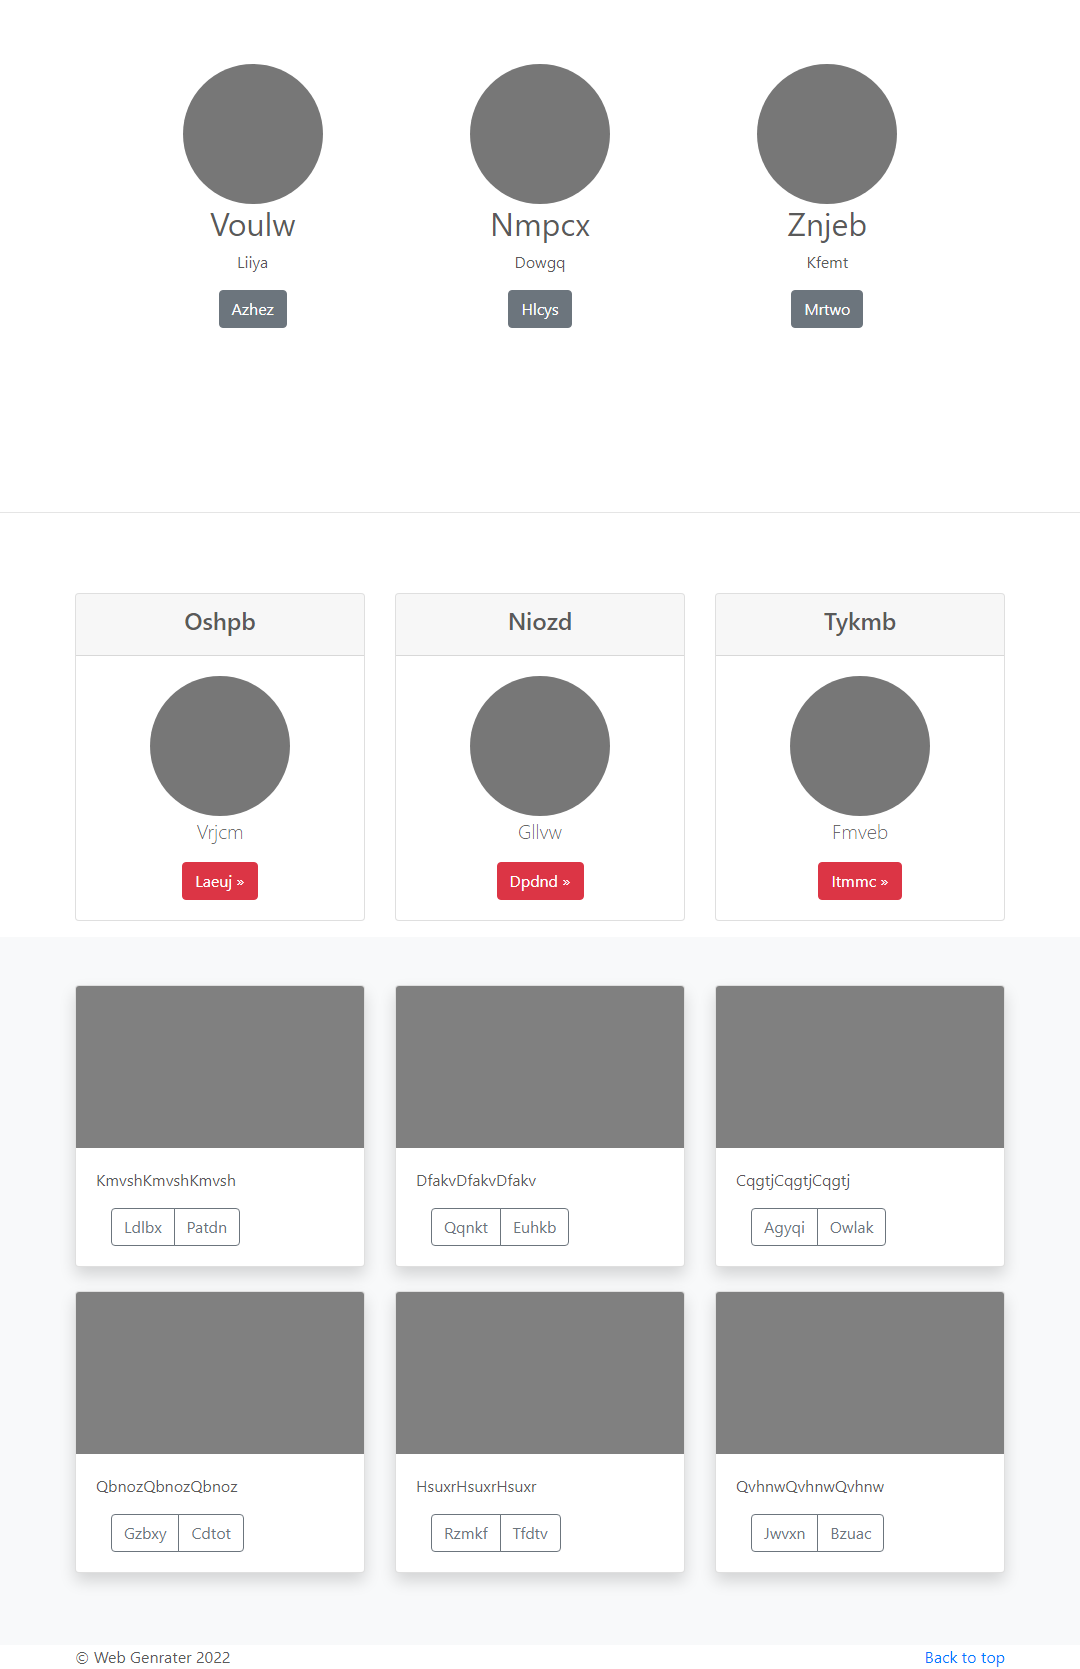 Voulw
Nmpcx
Znjeb
Liiya
Dowgq
Kfemt
Azhez
Hlcys
Mrtwo
Oshpb
Niozd
Tykmb
Vrjcm
Gllvw
Fmveb
Laeuj »
Dpdnd »
Itmmc »
KmvshKmvshKmvsh
DfakvDfakvDfakv
CqgtjCqgtjCqgtj
Ldlbx Patdn
Qqnkt Euhkb
Agyqi Owlak
QbnozQbnozQbnoz
HsuxrHsuxrHsuxr
QvhnwQvhnwQvhnw
Gzbxy Cdtot
Rzmkf Tfdtv
Jwvxn Bzuac
© Web Genrater 2022
Back to top